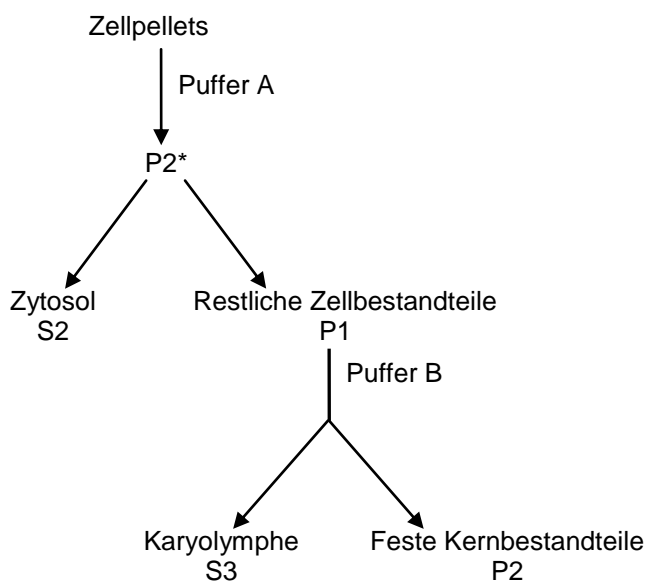 Zellpellets
Puffer A
P2*
Zytosol
S2
Restliche Zellbestandteile
P1
Puffer B
Karyolymphe
S3
Feste Kernbestandteile
P2